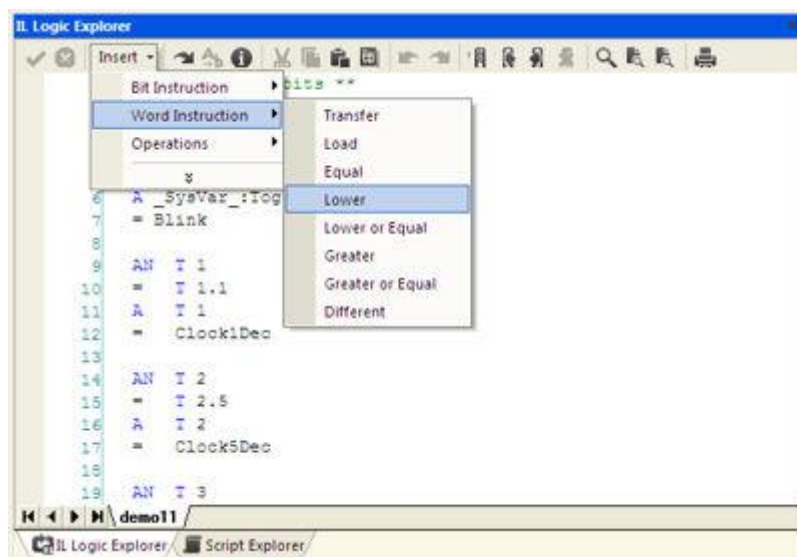 IL Logic Explorer
Insert
bits **
Bit Instruction
Word Instruction
Operations
Transfer
Load
Equal
Lower
Lower or Equal
Greater
Greater or Equal
Different
6 A _SysVar_:Tog
7 = Blink
8
9 AN T 1
10 = T 1.1
11 A T 1
12 = Clock1Dec
13
14 AN T 2
15 = T 2.5
16 A T 2
17 = Clock5Dec
18
19 AN T 3
demo11
IL Logic Explorer Script Explorer